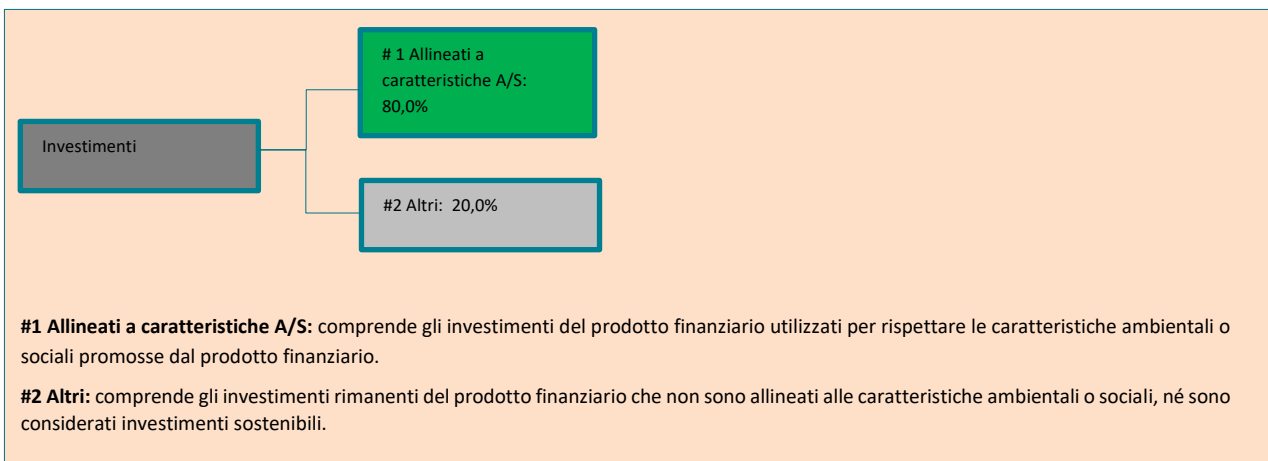 # 1 Allineati a
caratteristiche A/S:
80,0%
Investimenti
#2 Altri: 20,0%
#1 Allineati a caratteristiche A/S: comprende gli investimenti del prodotto finanziario utilizzati per rispettare le caratteristiche ambientali o
sociali promosse dal prodotto finanziario.
#2 Altri: comprende gli investimenti rimanenti del prodotto finanziario che non sono allineati alle caratteristiche ambientali o sociali, né sono
considerati investimenti sostenibili.